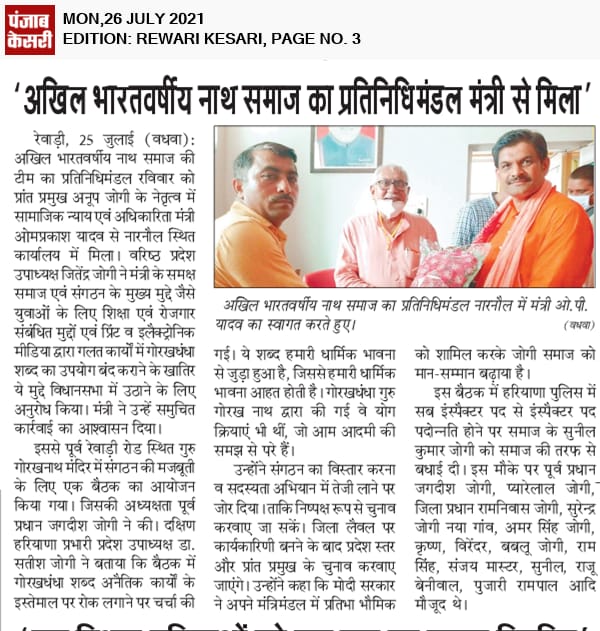 पंजाब
केसरी
MON,26 JULY 2021
EDITION: REWARI KESARI, PAGE NO. 3
'अखिल भारतवर्षीय नाथ समाज का प्रतिनिधिमंडल मंत्री से मिला'
रेवाड़ी, 25 जुलाई (वधवा):
अखिल भारतवर्षीय नाथ समाज की
टीम का प्रतिनिधिमंडल रविवार को
प्रांत प्रमुख अनूप जोगी के नेतृत्व में
सामाजिक न्याय एवं अधिकारिता मंत्री
ओमप्रकाश यादव से नारनौल स्थित
कार्यालय में मिला। वरिष्ठ प्रदेश
उपाध्यक्ष जितेंद्र जोगी ने मंत्री के समक्ष
समाज एवं संगठन के मुख्य मुद्दे जैसे
युवाओं के लिए शिक्षा एवं रोजगार
संबंधित मुद्दों एवं प्रिंट व इलैक्ट्रोनिक
मीडिया द्वारा गलत कार्यों में गोरखधंधा
शब्द का उपयोग बंद कराने के खातिर
ये मुद्दे विधानसभा में उठाने के लिए
अनुरोध किया। मंत्री ने उन्हें समुचित
कार्रवाई का आश्वासन दिया।
इससे पूर्व रेवाड़ी रोड स्थित गुरु
गोरखनाथ मंदिर में संगठन की मजबूती
के लिए एक बैठक का आयोजन
किया गया। जिसकी अध्यक्षता पूर्व
प्रधान जगदीश जोगी ने की। दक्षिण
हरियाणा प्रभारी प्रदेश उपाध्यक्ष डा.
सतीश जोगी ने बताया कि बैठक में
गोरखधंधा शब्द अनैतिक कार्यों के
इस्तेमाल पर रोक लगाने पर चर्चा की
अखिल भारतवर्षीय नाथ समाज का प्रतिनिधिमंडल नारनौल में मंत्री ओ.पी.
यादव का स्वागत करते हुए। (वधवा)
गई। ये शब्द हमारी धार्मिक भावना
से जुड़ा हुआ है, जिससे हमारी धार्मिक
भावना आहत होती है। गोरखधंधा गुरु
गोरख नाथ द्वारा की गई वे योग
क्रियाएं भी थीं, जो आम आदमी की
समझ से परे हैं।
उन्होंने संगठन का विस्तार करना
व सदस्यता अभियान में तेजी लाने पर
जोर दिया। ताकि निष्पक्ष रूप से चुनाव
करवाए जा सकें। जिला लैवल पर
कार्यकारिणी बनने के बाद प्रदेश स्तर
और प्रांत प्रमुख के चुनाव करवाए
जाएंगे। उन्होंने कहा कि मोदी सरकार
ने अपने मंत्रिमंडल में प्रतिभा भौमिक
को शामिल करके जोगी समाज को
मान-सम्मान बढ़ाया है।
इस बैठक में हरियाणा पुलिस में
सब इंस्पैक्टर पद से इंस्पैक्टर पद
पदोन्नति होने पर समाज के सुनील
कुमार जोगी को समाज की तरफ से
बधाई दी। इस मौके पर पूर्व प्रधान
जगदीश जोगी, प्यारेलाल जोगी,
जिला प्रधान रामनिवास जोगी, सुरेन्द्र
जोगी नया गांव, अमर सिंह जोगी,
कृष्ण, विरेंदर, बबलू जोगी, राम
सिंह, संजय मास्टर, सुनील, राजू
बेनीवाल, पुजारी रामपाल आदि
मौजूद थे।